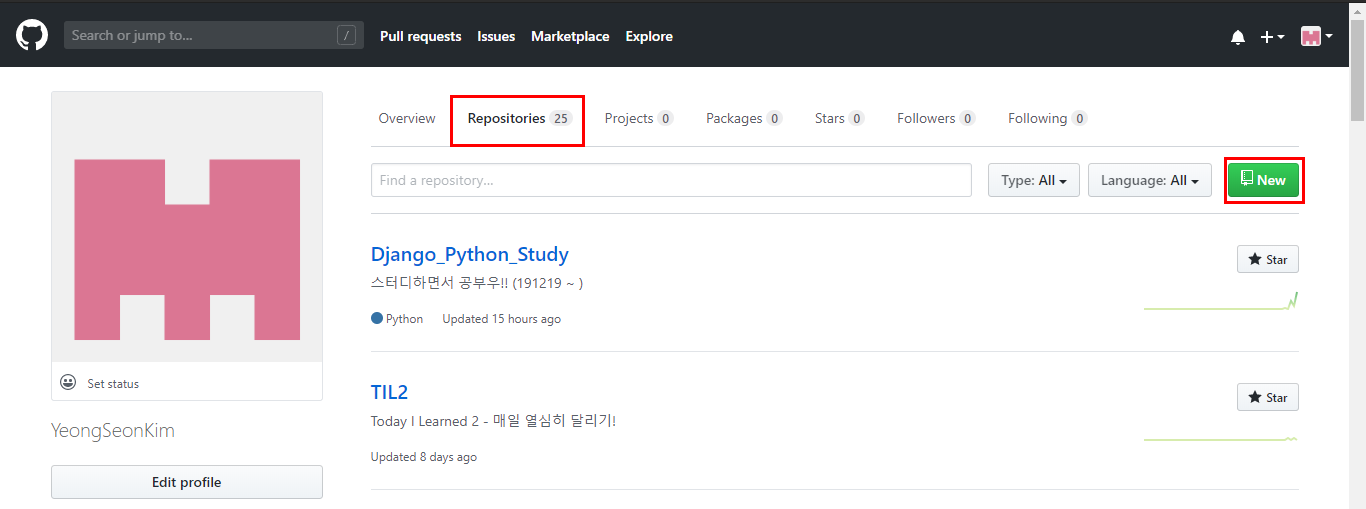 Search or jump to... / Pull requests Issues Marketplace Explore
Overview Repositories 25 Projects 0 Packages 0 Stars 0 Followers 0 Following 0
Find a repository... Type: All Language: All New
Django_Python_Study Star
스터디하면서 공부우!! (191219 ~ )
Python Updated 15 hours ago
TIL2 Star
Today I Learned 2 - 매일 열심히 달리기!
Updated 8 days ago
Set status
YeongSeonKim
Edit profile